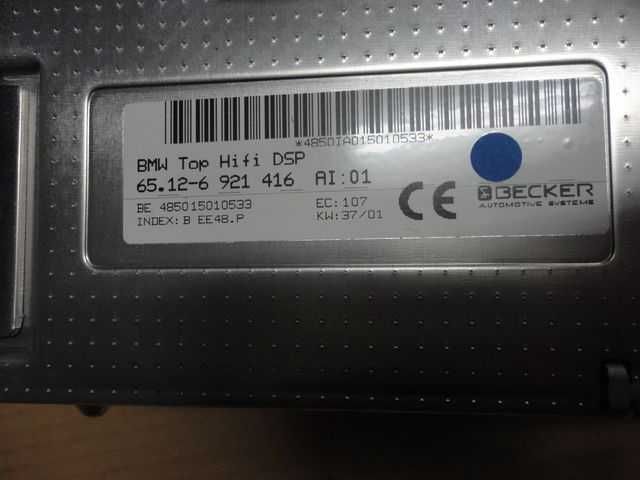 *4850IA015010533*
BMW Top Hifi DSP
65.12-6 921 416 AI:01
BE 485015010533 EC:107
INDEX: B EE48.P KW:37/01
CE
BECKER
AUTOMOTIVE SYSTEMS